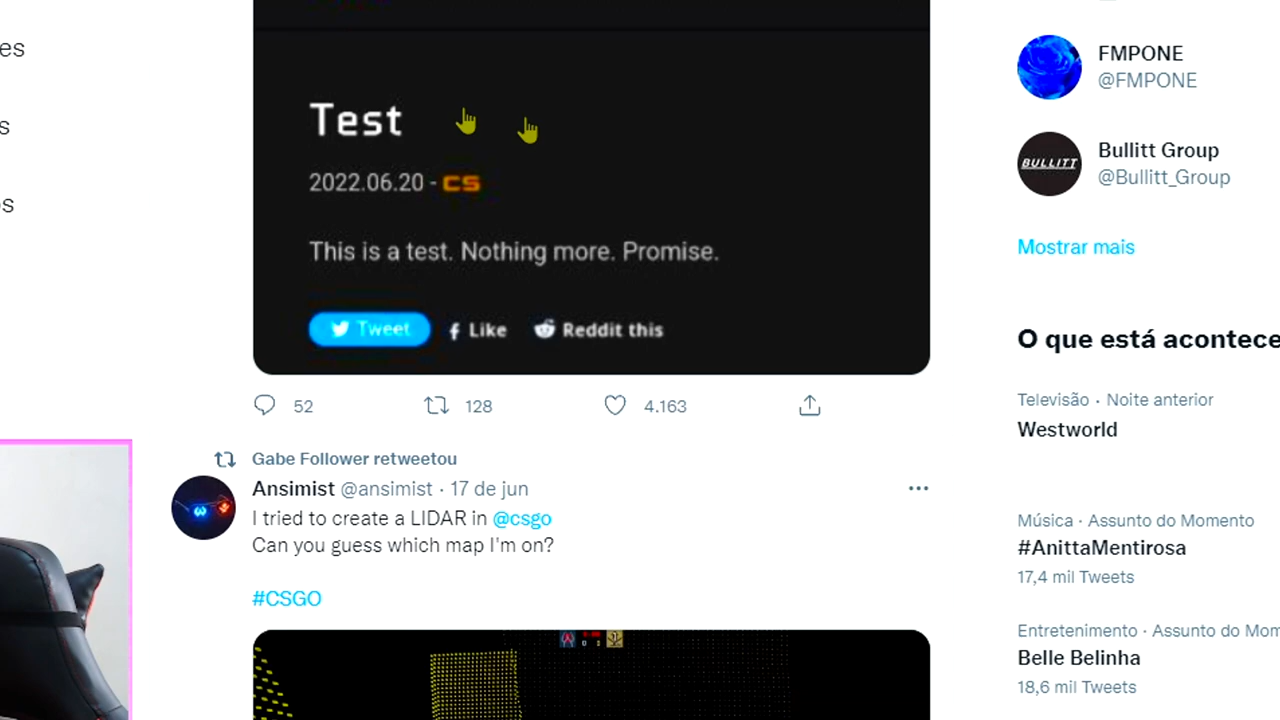 es
s
os
Test
2022.06.20 - CS
This is a test. Nothing more. Promise.
Tweet
Like
Reddit this
52
128
4.163
Gabe Follower retweetou
Ansimist @ansimist · 17 de jun
I tried to create a LIDAR in @csgo
Can you guess which map I'm on?
#CSGO
FMPONE
@FMPONE
BULLITT
Bullitt Group
@Bullitt_Group
Mostrar mais
O que está acontece
Televisão · Noite anterior
Westworld
Música · Assunto do Momento
#AnittaMentirosa
17,4 mil Tweets
Entretenimento · Assunto do Mom
Belle Belinha
18,6 mil Tweets